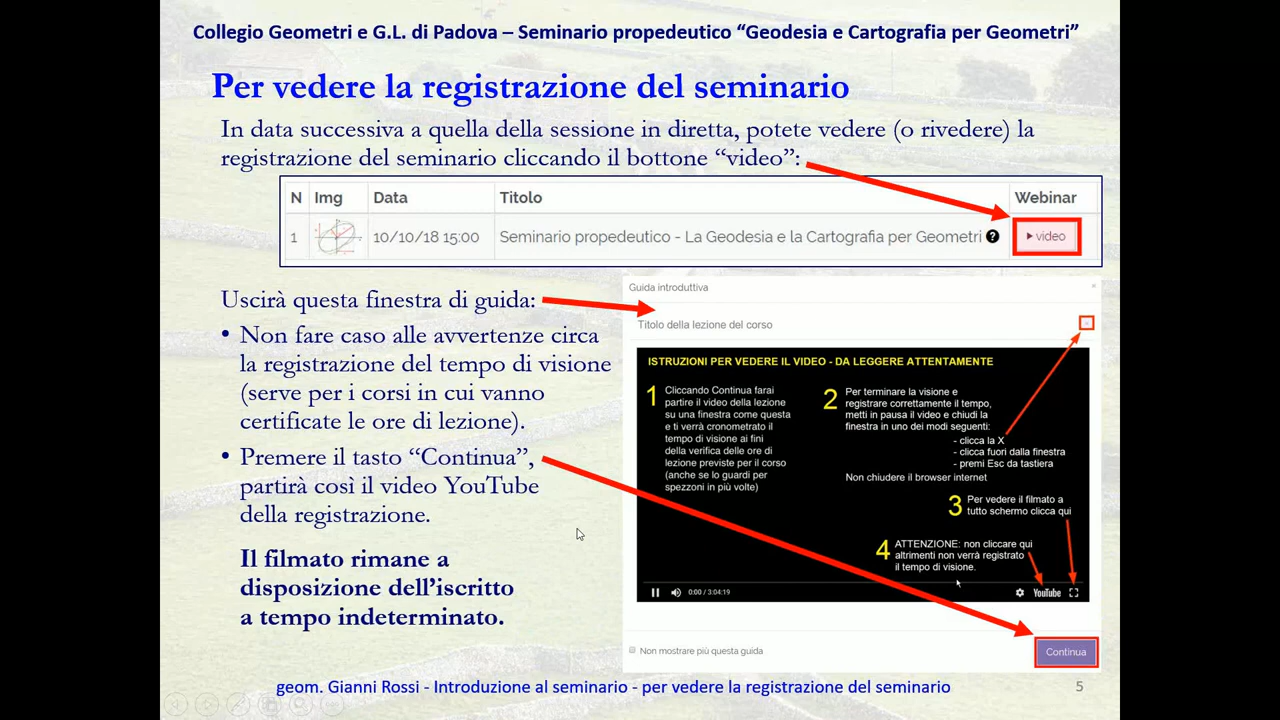 Collegio Geometri e G.L. di Padova – Seminario propedeutico “Geodesia e Cartografia per Geometri”
Per vedere la registrazione del seminario
In data successiva a quella della sessione in diretta, potete vedere (o rivedere) la
registrazione del seminario cliccando il bottone “video”:
N Img Data Titolo Webinar
1 10/10/18 15:00 Seminario propedeutico - La Geodesia e la Cartografia per Geometri ? video
Uscirà questa finestra di guida:
• Non fare caso alle avvertenze circa
la registrazione del tempo di visione
(serve per i corsi in cui vanno
certificate le ore di lezione).
• Premere il tasto “Continua”,
partirà così il video YouTube
della registrazione.
Il filmato rimane a
disposizione dell’iscritto
a tempo indeterminato.
Guida introduttiva
Titolo della lezione del corso
ISTRUZIONI PER VEDERE IL VIDEO - DA LEGGERE ATTENTAMENTE
1 Cliccando Continua farai
partire il video della lezione
su una finestra come questa
e ti verrà cronometrato il
tempo di visione ai fini
della verifica delle ore di
lezione previste per il corso
(anche se lo guardi per
spezzoni in più volte)
2 Per terminare la visione e
registrare correttamente il tempo,
metti in pausa il video e chiudi la
finestra in uno dei modi seguenti:
- clicca la X
- clicca fuori dalla finestra
- premi Esc da tastiera
Non chiudere il browser internet
3 Per vedere il filmato a
tutto schermo clicca qui
4 ATTENZIONE: non cliccare qui
altrimenti non verrà registrato
il tempo di visione.
0:00 / 3:04:19 YouTube
Non mostrare più questa guida
Continua
geom. Gianni Rossi - Introduzione al seminario - per vedere la registrazione del seminario
5